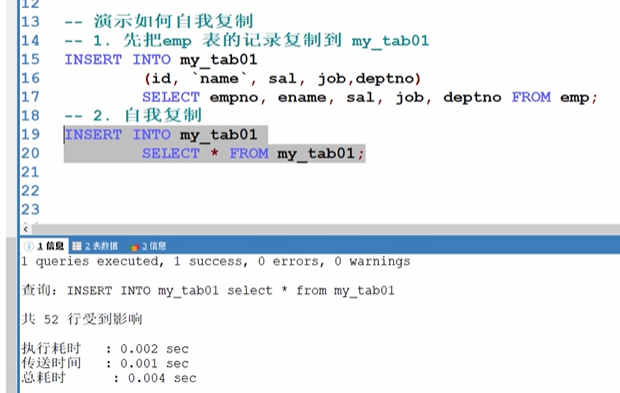 12
13 -- 演示如何自我复制
14 -- 1. 先把emp 表的记录复制到 my_tab01
15 INSERT INTO my_tab01
16 (id, `name`, sal, job,deptno)
17 SELECT empno, ename, sal, job, deptno FROM emp;
18 -- 2. 自我复制
19 INSERT INTO my_tab01
20 SELECT * FROM my_tab01;
21
22
23
1 信息 2 表数据 3 信息
1 queries executed, 1 success, 0 errors, 0 warnings
查询: INSERT INTO my_tab01 select * from my_tab01
共 52 行受到影响
执行耗时 : 0.002 sec
传送时间 : 0.001 sec
总耗时 : 0.004 sec